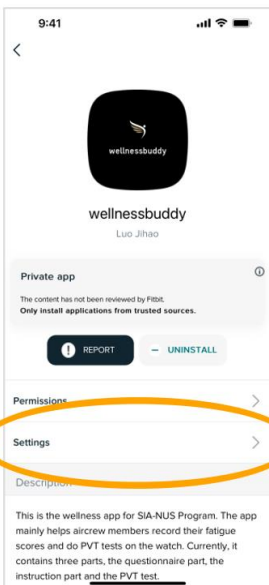 9:41
wellnessbuddy
wellnessbuddy
Luo Jihao
Private app
The content has not been reviewed by Fitbit.
Only install applications from trusted sources.
REPORT
UNINSTALL
Permissions
Settings
Description
This is the wellness app for SIA-NUS Program. The app
mainly helps aircrew members record their fatigue
scores and do PVT tests on the watch. Currently, it
contains three parts, the questionnaire part, the
instruction part and the PVT test.